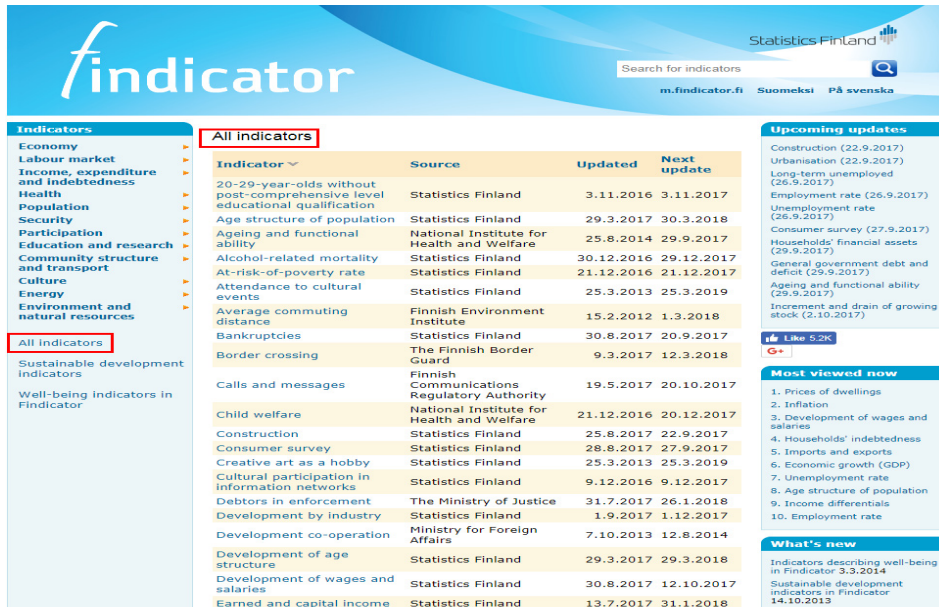 findicator
Statistics Finland
Search for indicators
m.findicator.fi Suomeksi På svenska
Indicators
Economy
Labour market
Income, expenditure
and indebtedness
Health
Population
Security
Participation
Education and research
Community structure
and transport
Culture
Energy
Environment and
natural resources
All indicators
Sustainable development
indicators
Well-being indicators in
Findicator
All indicators
Indicator Source Updated Next
update
20-29-year-olds without
post-comprehensive level
educational qualification Statistics Finland 3.11.2016 3.11.2017
Age structure of population Statistics Finland 29.3.2017 30.3.2018
Ageing and functional
ability National Institute for
Health and Welfare 25.8.2014 29.9.2017
Alcohol-related mortality Statistics Finland 30.12.2016 29.12.2017
At-risk-of-poverty rate Statistics Finland 21.12.2016 21.12.2017
Attendance to cultural
events Statistics Finland 25.3.2013 25.3.2019
Average commuting
distance Finnish Environment
Institute 15.2.2012 1.3.2018
Bankruptcies Statistics Finland 30.8.2017 20.9.2017
Border crossing The Finnish Border
Guard 9.3.2017 12.3.2018
Calls and messages Finnish
Communications
Regulatory Authority 19.5.2017 20.10.2017
Child welfare National Institute for
Health and Welfare 21.12.2016 20.12.2017
Construction Statistics Finland 25.8.2017 22.9.2017
Consumer survey Statistics Finland 28.8.2017 27.9.2017
Creative art as a hobby Statistics Finland 25.3.2013 25.3.2019
Cultural participation in
information networks Statistics Finland 9.12.2016 9.12.2017
Debtors in enforcement The Ministry of Justice 31.7.2017 26.1.2018
Development by industry Statistics Finland 1.9.2017 1.12.2017
Development co-operation Ministry for Foreign
Affairs 7.10.2013 12.8.2014
Development of age
structure Statistics Finland 29.3.2017 29.3.2018
Development of wages and
salaries Statistics Finland 30.8.2017 12.10.2017
Earned and capital income Statistics Finland 13.7.2017 31.1.2018
Upcoming updates
Construction (22.9.2017)
Urbanisation (22.9.2017)
Long-term unemployed
(26.9.2017)
Employment rate (26.9.2017)
Unemployment rate
(26.9.2017)
Consumer survey (27.9.2017)
Households' financial assets
(29.9.2017)
General government debt and
deficit (29.9.2017)
Ageing and functional ability
(29.9.2017)
Increment and drain of growing
stock (2.10.2017)
Like 5.2K
G+
Most viewed now
1. Prices of dwellings
2. Inflation
3. Development of wages and
salaries
4. Households' indebtedness
5. Imports and exports
6. Economic growth (GDP)
7. Unemployment rate
8. Age structure of population
9. Income differentials
10. Employment rate
What's new
Indicators describing well-being
in Findicator 3.3.2014
Sustainable development
indicators in Findicator
14.10.2013